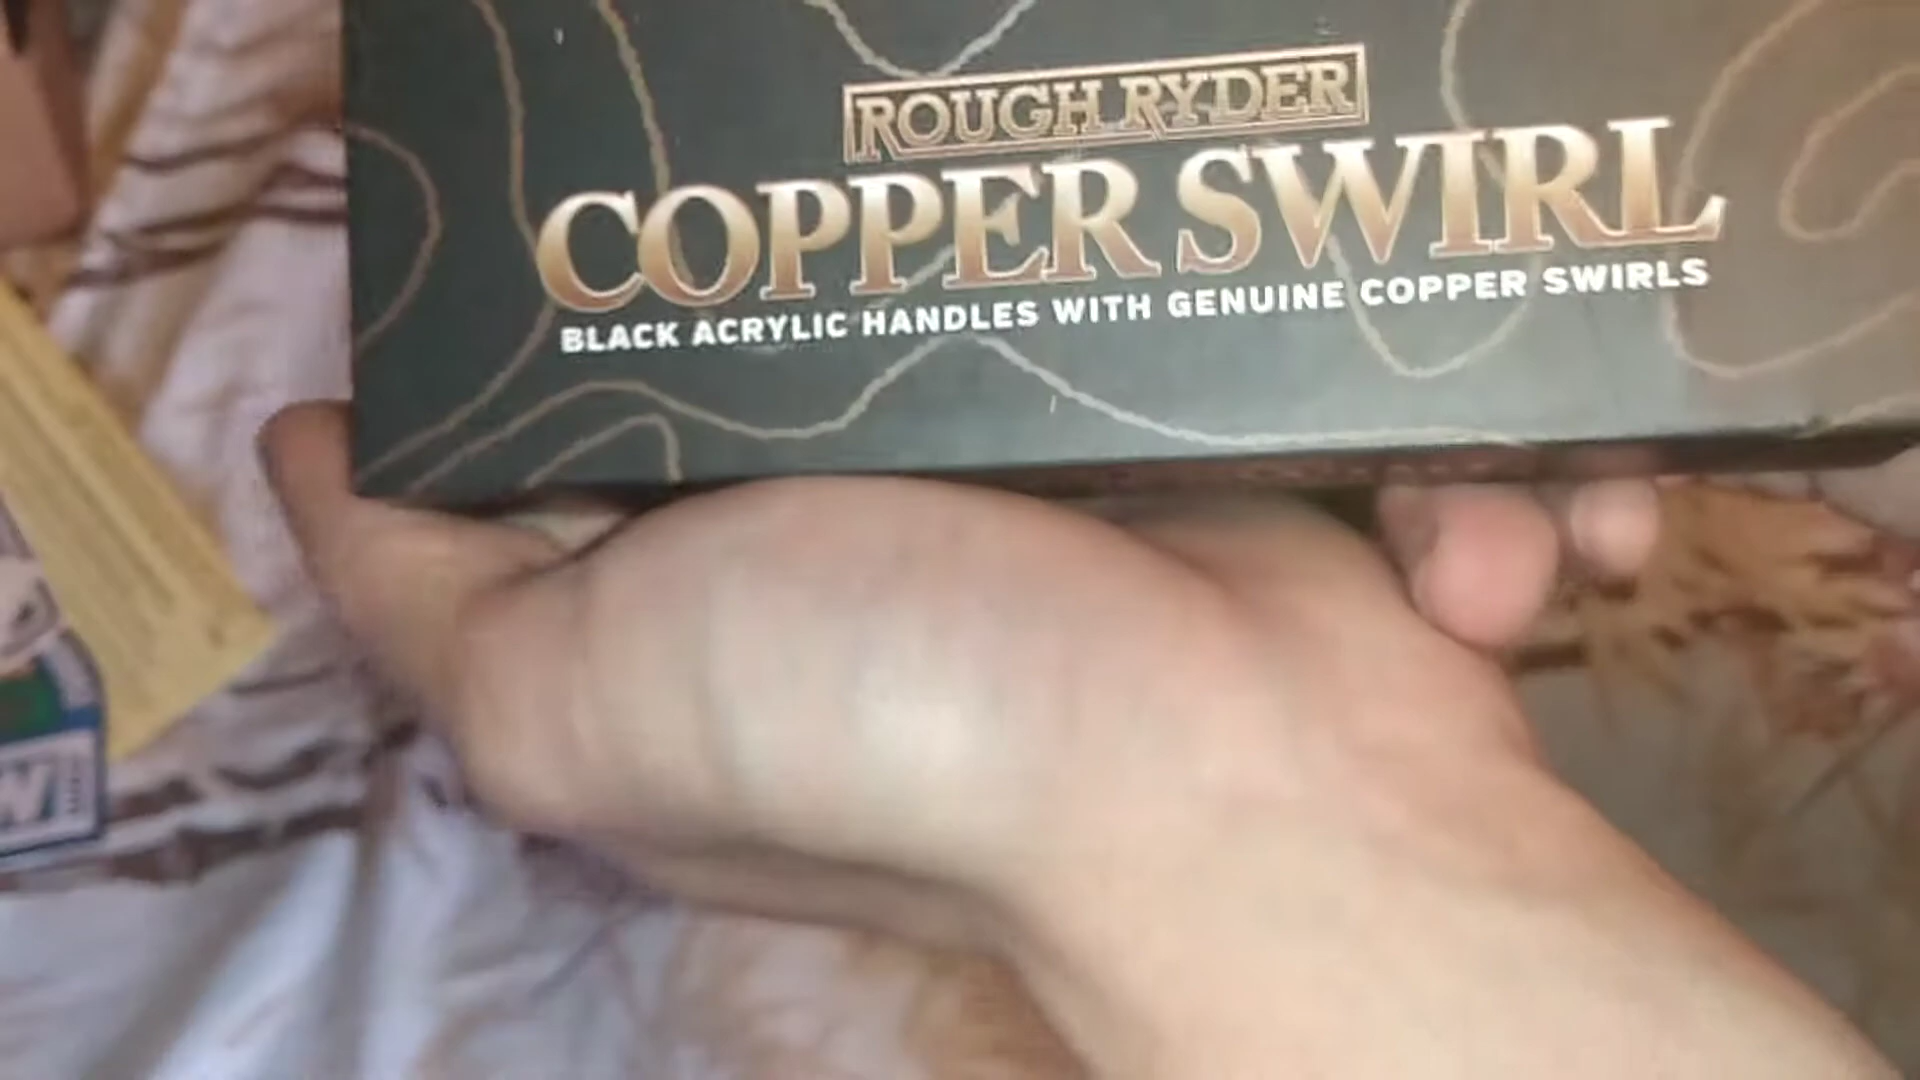 ROUGH RYDER
COPPER SWIRL
BLACK ACRYLIC HANDLES WITH GENUINE COPPER SWIRLS